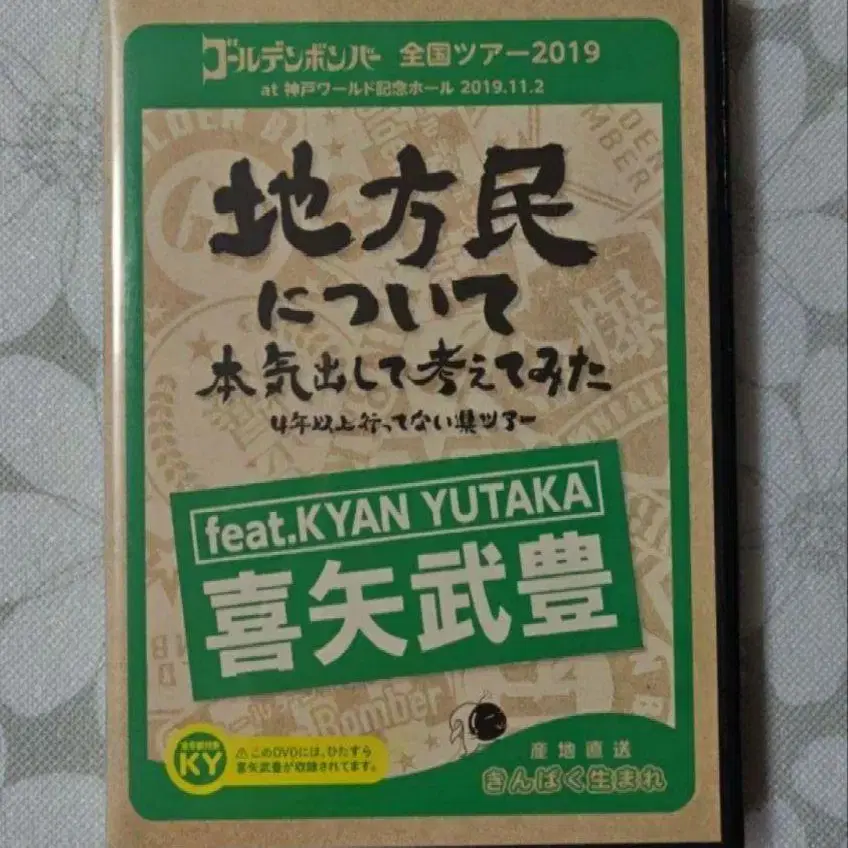 ゴールデンボンバー 全国ツアー2019
at 神戸ワールド記念ホール 2019.11.2
地方民
について
本気出して考えてみた
4年以上行ってない県ツアー
feat.KYAN YUTAKA
喜矢武豊
KY
⚠このDVDには、ひたすら
喜矢武豊が収録されてます。
産地直送
きんばく生まれ
Bomber